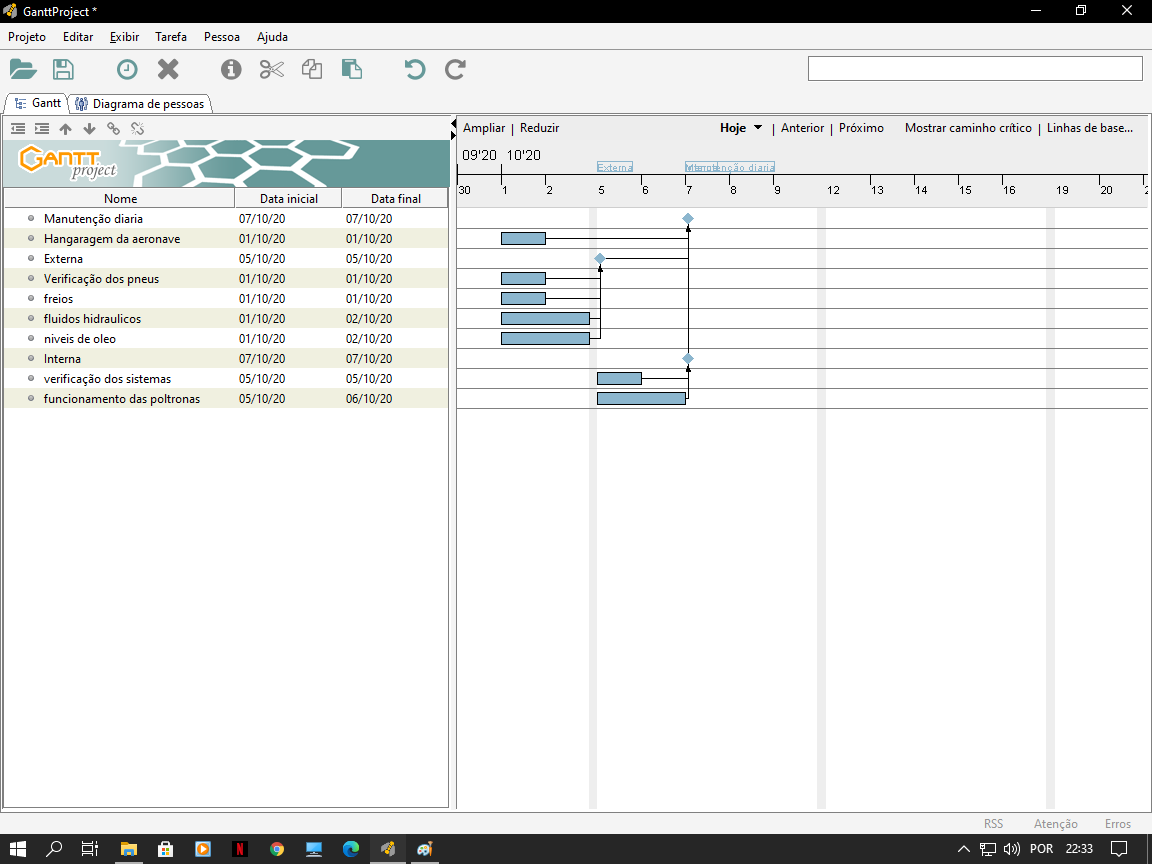 GanttProject *
Projeto Editar Exibir Tarefa Pessoa Ajuda
Gantt Diagrama de pessoas
Ampliar | Reduzir Hoje | Anterior | Próximo Mostrar caminho crítico | Linhas de base...
GANTT project
09'20 10'20
Externa Manutenção diaria
30 1 2 5 6 7 8 9 12 13 14 15 16 19 20 2
Nome Data inicial Data final
Manutenção diaria 07/10/20 07/10/20
Hangaragem da aeronave 01/10/20 01/10/20
Externa 05/10/20 05/10/20
Verificação dos pneus 01/10/20 01/10/20
freios 01/10/20 01/10/20
fluidos hidraulicos 01/10/20 02/10/20
niveis de oleo 01/10/20 02/10/20
Interna 07/10/20 07/10/20
verificação dos sistemas 05/10/20 05/10/20
funcionamento das poltronas 05/10/20 06/10/20
RSS Atenção Erros
POR 22:33